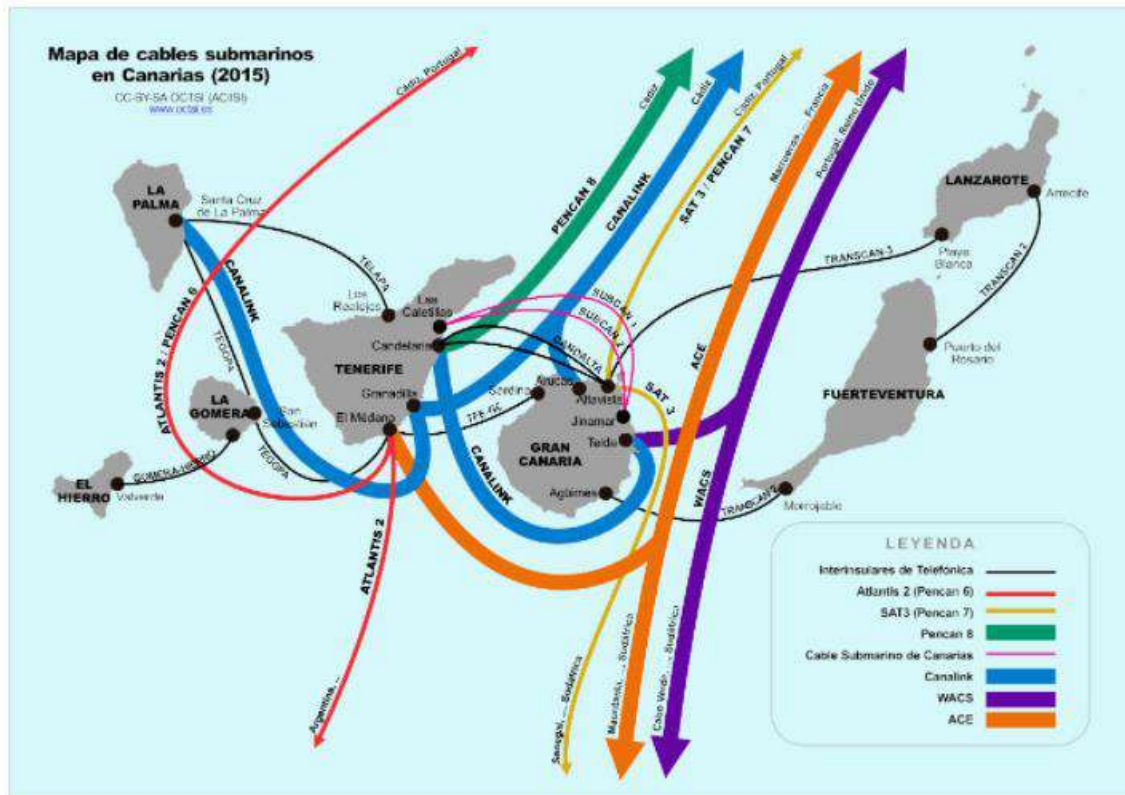 Mapa de cables submarinos
en Canarias (2015)
CC-BY-SA OCTSI (ACIISI)
www.octsi.es
Cádiz, Portugal
Cádiz
Cádiz
Cádiz, Portugal
Marruecos, ..., Francia
Portugal, Reino Unido
LA
PALMA
Santa Cruz
de La Palma
CANALINK
TELAPA
TEGOPA
ATLANTIS 2 / PENCAN 6
PENCAN 8
CANALINK
SAT 3 / PENCAN 7
LANZAROTE
Arrecife
Playa
Blanca
TRANSCAN-3
TRANSCAN 2
Los
Realejos
Las
Caletillas
Candelaria
TENERIFE
Granadilla
El Médano
SUBCAN 1
SUBCAN 2
CANDALTA
Sardina
TFE-GC
Arucas
Altavista
Jinamar
Telde
GRAN
CANARIA
Agüimes
SAT 3
ACE
WACS
Puerto del
Rosario
FUERTEVENTURA
TRANSCAN-2
Morrojable
LA
GOMERA
San
Sebastián
TEGOPA
GOMERA-HIERRO
EL
HIERRO
Valverde
CANALINK
ATLANTIS 2
Argentina, ...
Senegal, ..., Sudáfrica
Mauritania, ..., Sudáfrica
Cabo Verde, ..., Sudáfrica
LEYENDA
Interinsulares de Telefónica
Atlantis 2 (Pencan 6)
SAT3 (Pencan 7)
Pencan 8
Cable Submarino de Canarias
Canalink
WACS
ACE